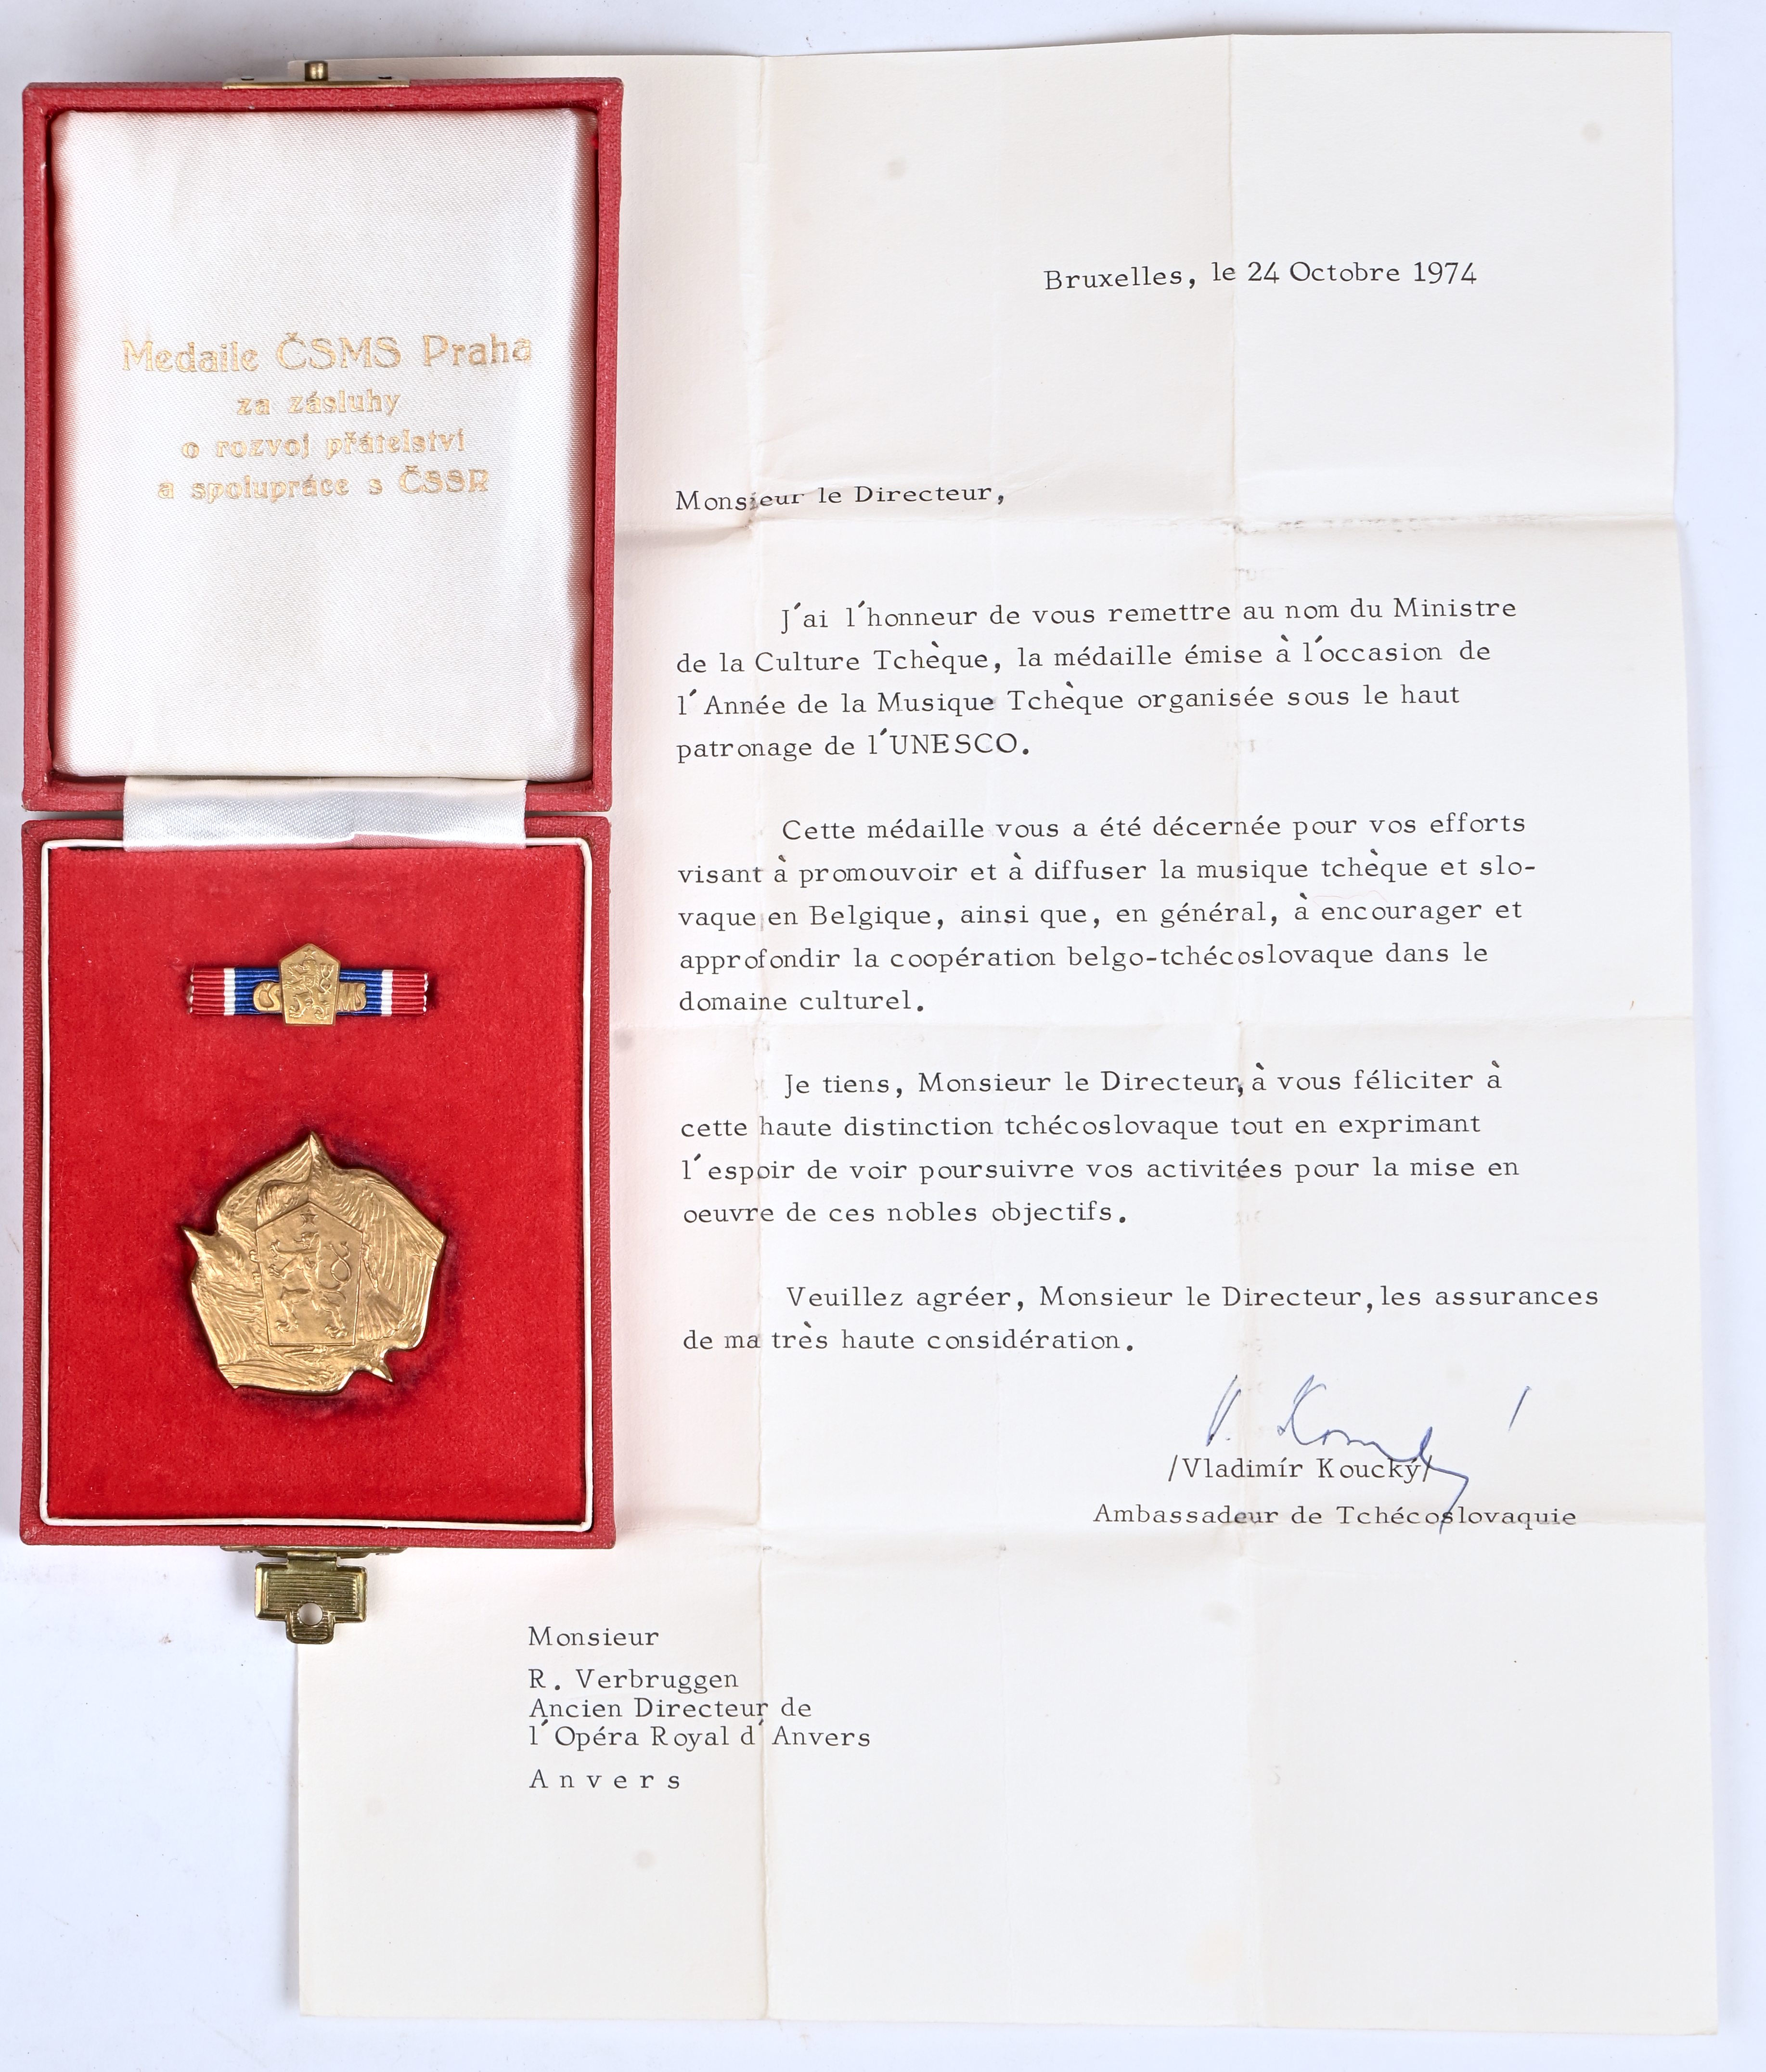 Medaile ČSMS Praha
za zásluhy
o rozvoj přátelství
a spolupráce s ČSSR
ČS MS
Bruxelles, le 24 Octobre 1974
Monsieur le Directeur,
J´ai l´honneur de vous remettre au nom du Ministre
de la Culture Tchèque, la médaille émise à l´occasion de
l´Année de la Musique Tchèque organisée sous le haut
patronage de l´UNESCO.
Cette médaille vous a été décernée pour vos efforts
visant à promouvoir et à diffuser la musique tchèque et slo-
vaque en Belgique, ainsi que, en général, à encourager et
approfondir la coopération belgo-tchécoslovaque dans le
domaine culturel.
Je tiens, Monsieur le Directeur, à vous féliciter à
cette haute distinction tchécoslovaque tout en exprimant
l´espoir de voir poursuivre vos activitées pour la mise en
oeuvre de ces nobles objectifs.
Veuillez agréer, Monsieur le Directeur, les assurances
de ma très haute considération.
V. Koucký
/Vladimír Koucký/
Ambassadeur de Tchécoslovaquie
Monsieur
R. Verbruggen
Ancien Directeur de
l´Opéra Royal d´Anvers
Anvers